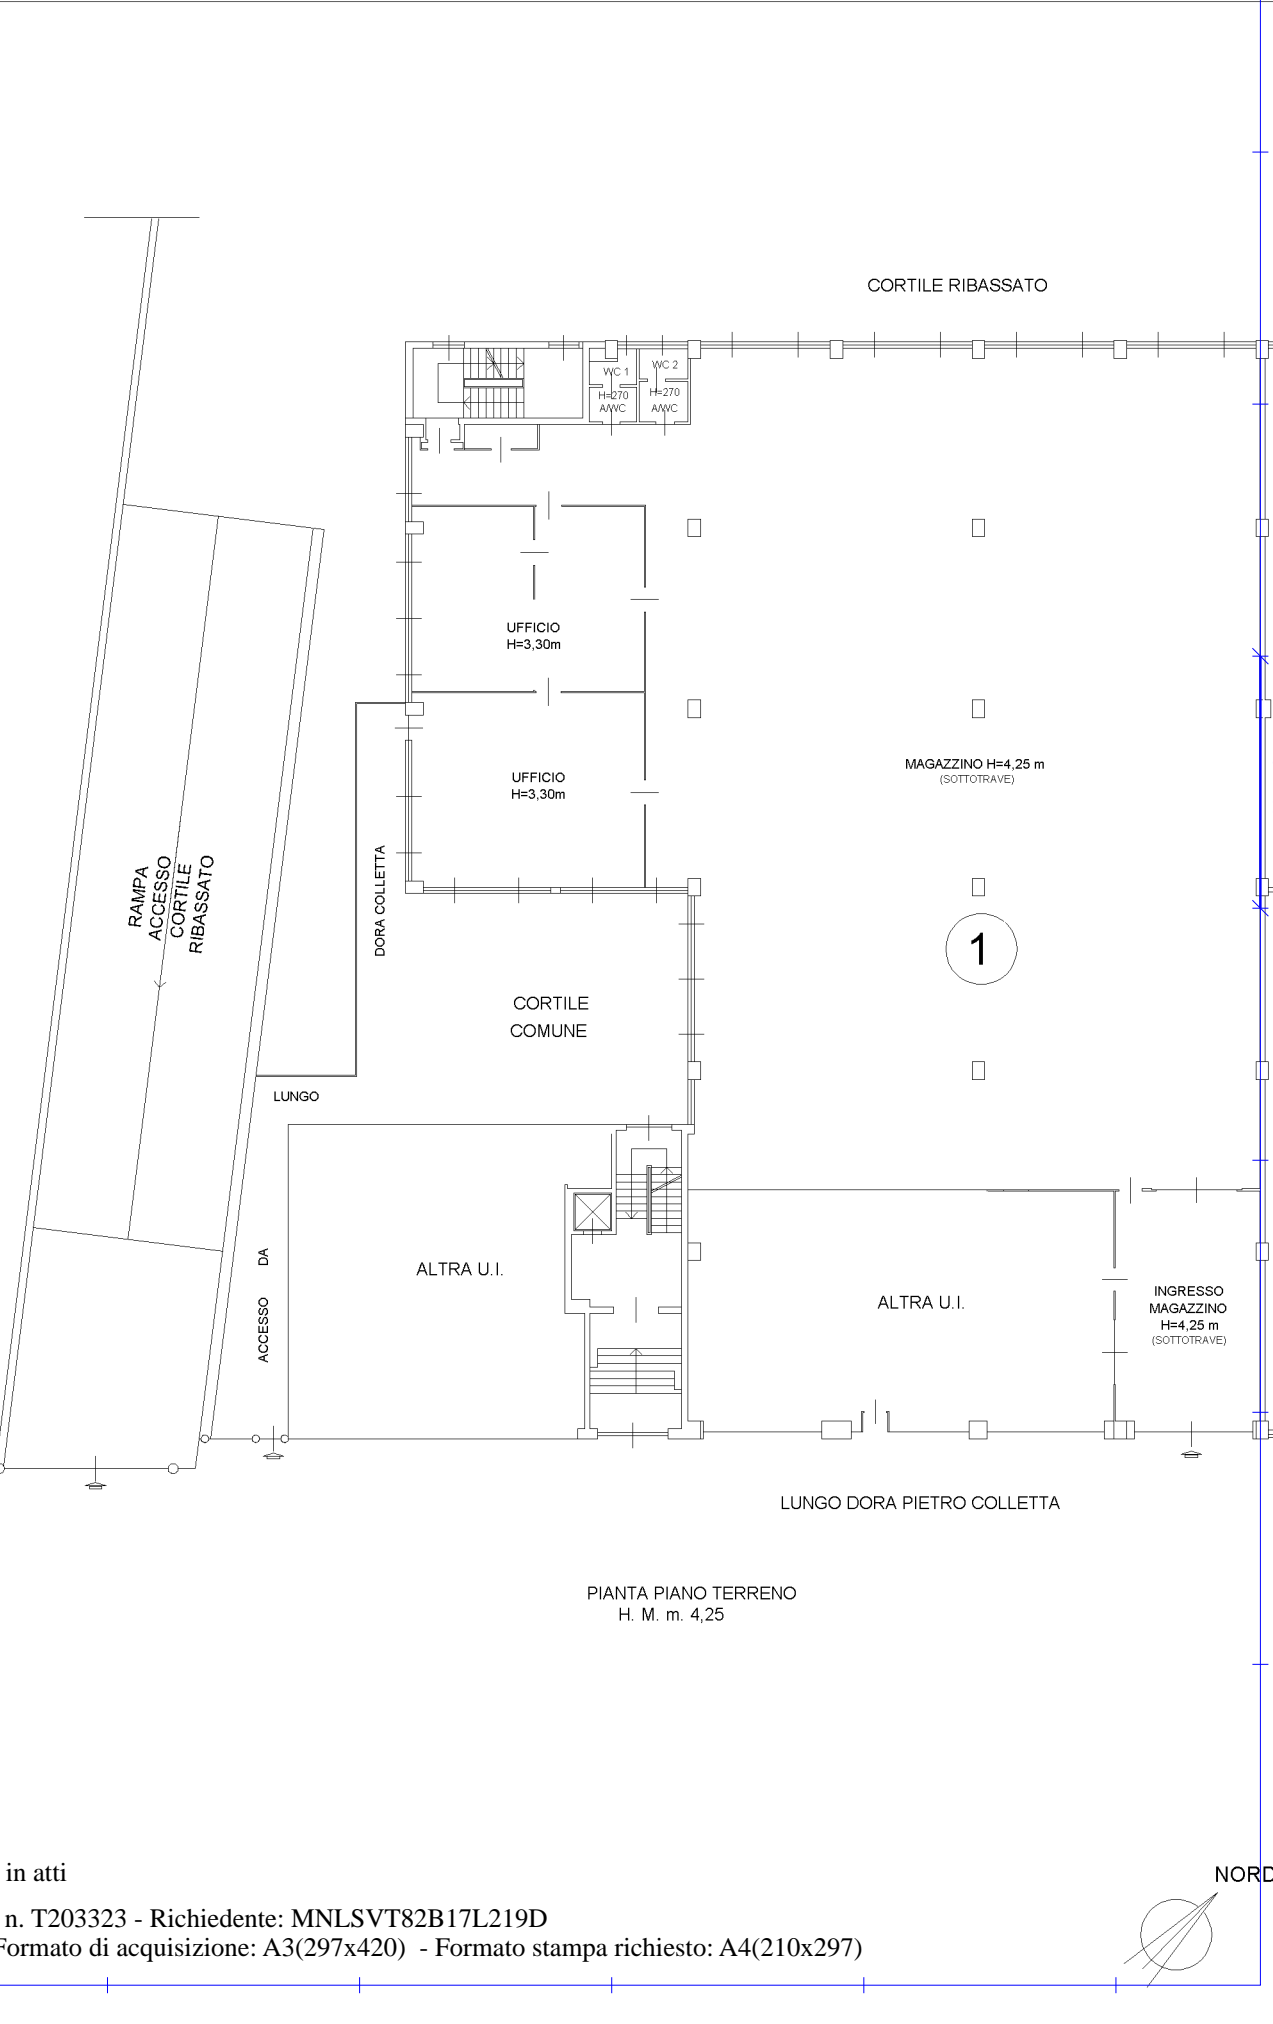 CORTILE RIBASSATO
WC 1
H=270
A/WC
WC 2
H=270
A/WC
UFFICIO
H=3,30m
UFFICIO
H=3,30m
MAGAZZINO H=4,25 m
(SOTTOTRAVE)
RAMPA
ACCESSO
CORTILE
RIBASSATO
DORA COLLETTA
1
CORTILE
COMUNE
LUNGO
ACCESSO DA
ALTRA U.I.
ALTRA U.I.
INGRESSO
MAGAZZINO
H=4,25 m
(SOTTOTRAVE)
LUNGO DORA PIETRO COLLETTA
PIANTA PIANO TERRENO
H. M. m. 4,25
in atti
NORD
n. T203323 - Richiedente: MNLSVT82B17L219D
Formato di acquisizione: A3(297x420) - Formato stampa richiesto: A4(210x297)